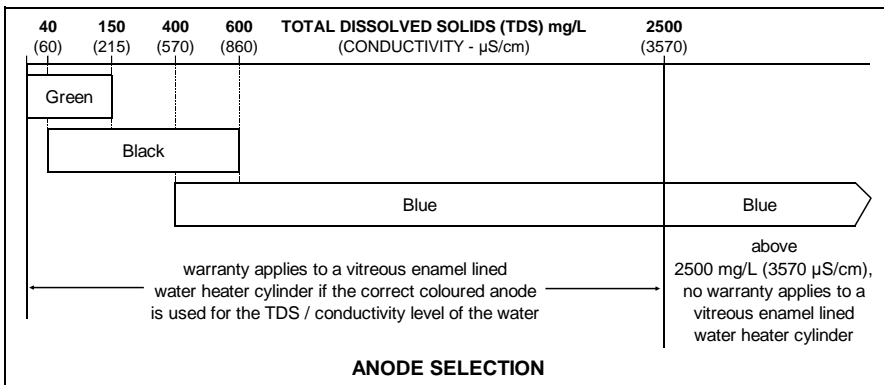 40 150 400 600 TOTAL DISSOLVED SOLIDS (TDS) mg/L 2500
(60) (215) (570) (860) (CONDUCTIVITY - µS/cm) (3570)
Green
Black
Blue Blue
warranty applies to a vitreous enamel lined
water heater cylinder if the correct coloured anode
is used for the TDS / conductivity level of the water
above
2500 mg/L (3570 µS/cm),
no warranty applies to a
vitreous enamel lined
water heater cylinder
ANODE SELECTION